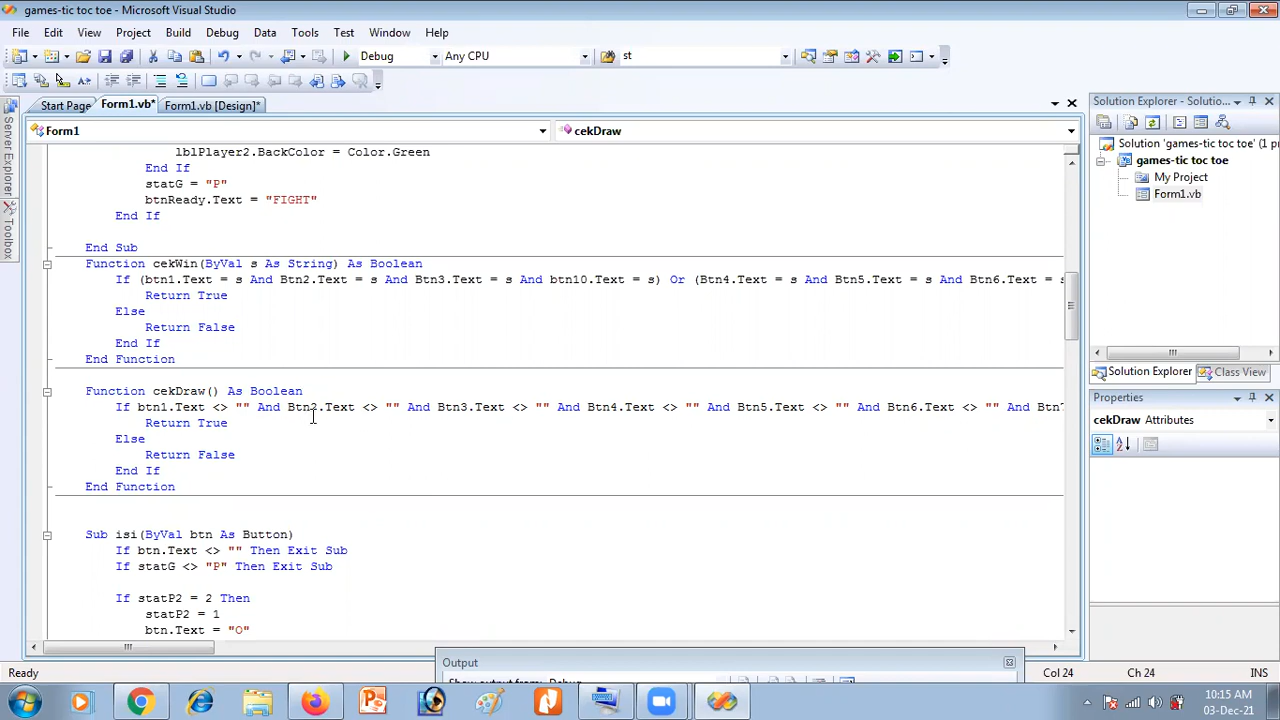 games-tic toc toe - Microsoft Visual Studio
File Edit View Project Build Debug Data Tools Test Window Help
Debug Any CPU st
Start Page Form1.vb* Form1.vb [Design]*
Form1 cekDraw
Server Explorer
Toolbox
lblPlayer2.BackColor = Color.Green
End If
statG = "P"
btnReady.Text = "FIGHT"
End If
End Sub
Function cekWin(ByVal s As String) As Boolean
If (btn1.Text = s And Btn2.Text = s And Btn3.Text = s And btn10.Text = s) Or (Btn4.Text = s And Btn5.Text = s And Btn6.Text = s
Return True
Else
Return False
End If
End Function
Function cekDraw() As Boolean
If btn1.Text <> "" And Btn2.Text <> "" And Btn3.Text <> "" And Btn4.Text <> "" And Btn5.Text <> "" And Btn6.Text <> "" And Btn7
Return True
Else
Return False
End If
End Function
Sub isi(ByVal btn As Button)
If btn.Text <> "" Then Exit Sub
If statG <> "P" Then Exit Sub
If statP2 = 2 Then
statP2 = 1
btn.Text = "O"
Solution Explorer - Solutio...
Solution 'games-tic toc toe' (1 p
games-tic toc toe
My Project
Form1.vb
Solution Explorer Class View
Properties
cekDraw Attributes
Output
Show output from: Debug
Ready Col 24 Ch 24 INS
10:15 AM
03-Dec-21